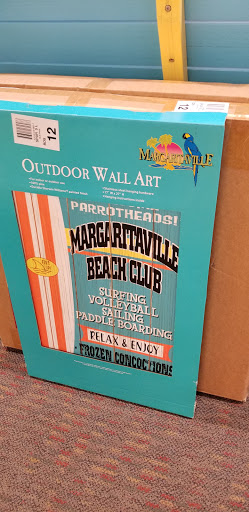 12
MARGARITAVILLE
OUTDOOR WALL ART
PARROTHEADS!
MARGARITAVILLE
BEACH CLUB
SURFING
VOLLEYBALL
SAILING
PADDLE BOARDING
RELAX & ENJOY
FROZEN CONCOCTIONS